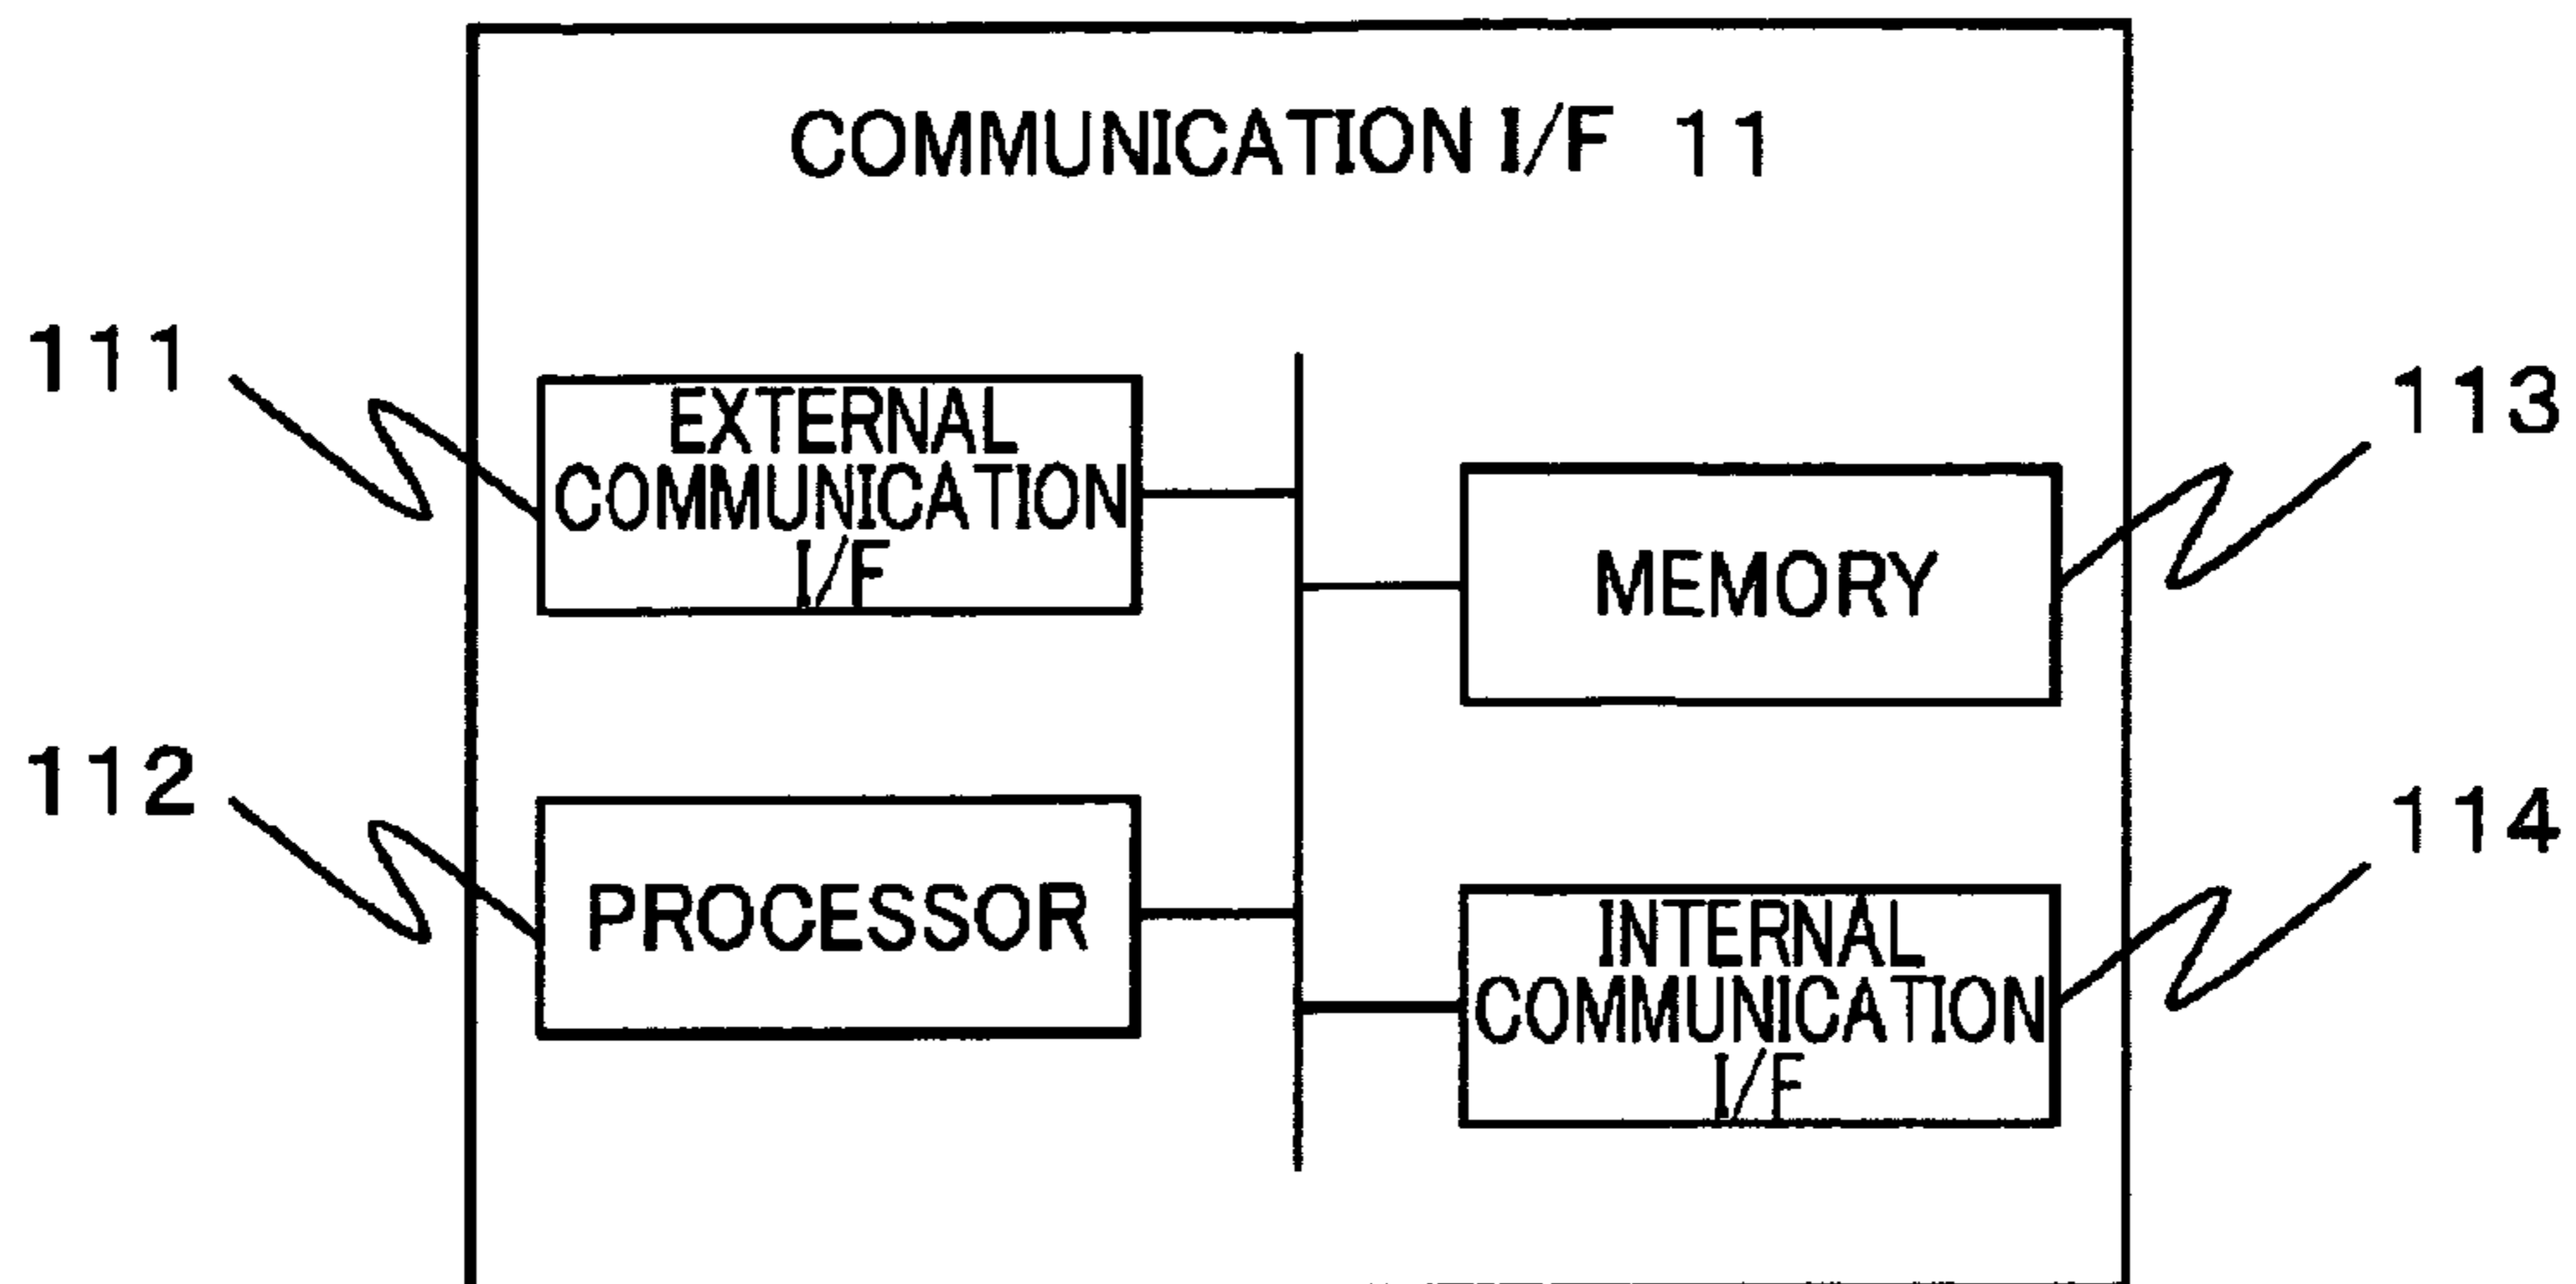 COMMUNICATION I/F 11
111
EXTERNAL
COMMUNICATION
I/F
113
MEMORY
112
PROCESSOR
114
INTERNAL
COMMUNICATION
I/F